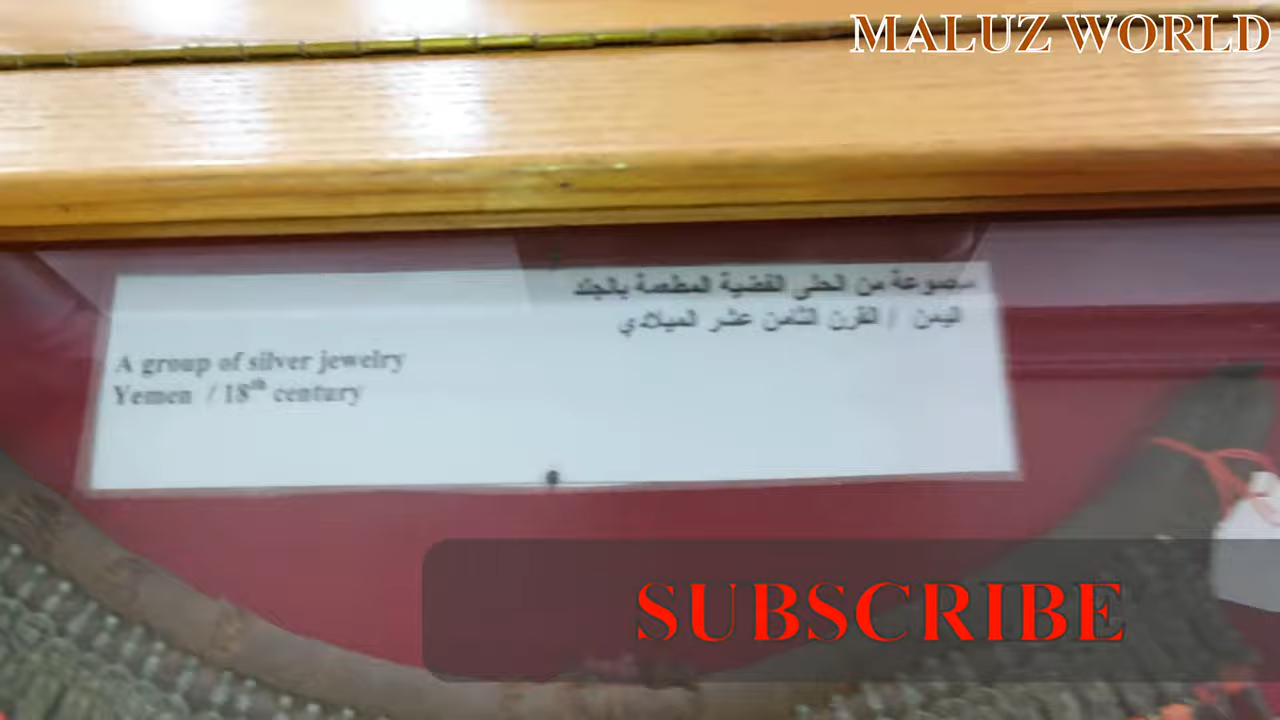 MALUZ WORLD
مجموعة من الحلي الفضية المطعمة بالجلد
اليمن / القرن الثامن عشر الميلادي
A group of silver jewelry
Yemen / 18th century
SUBSCRIBE